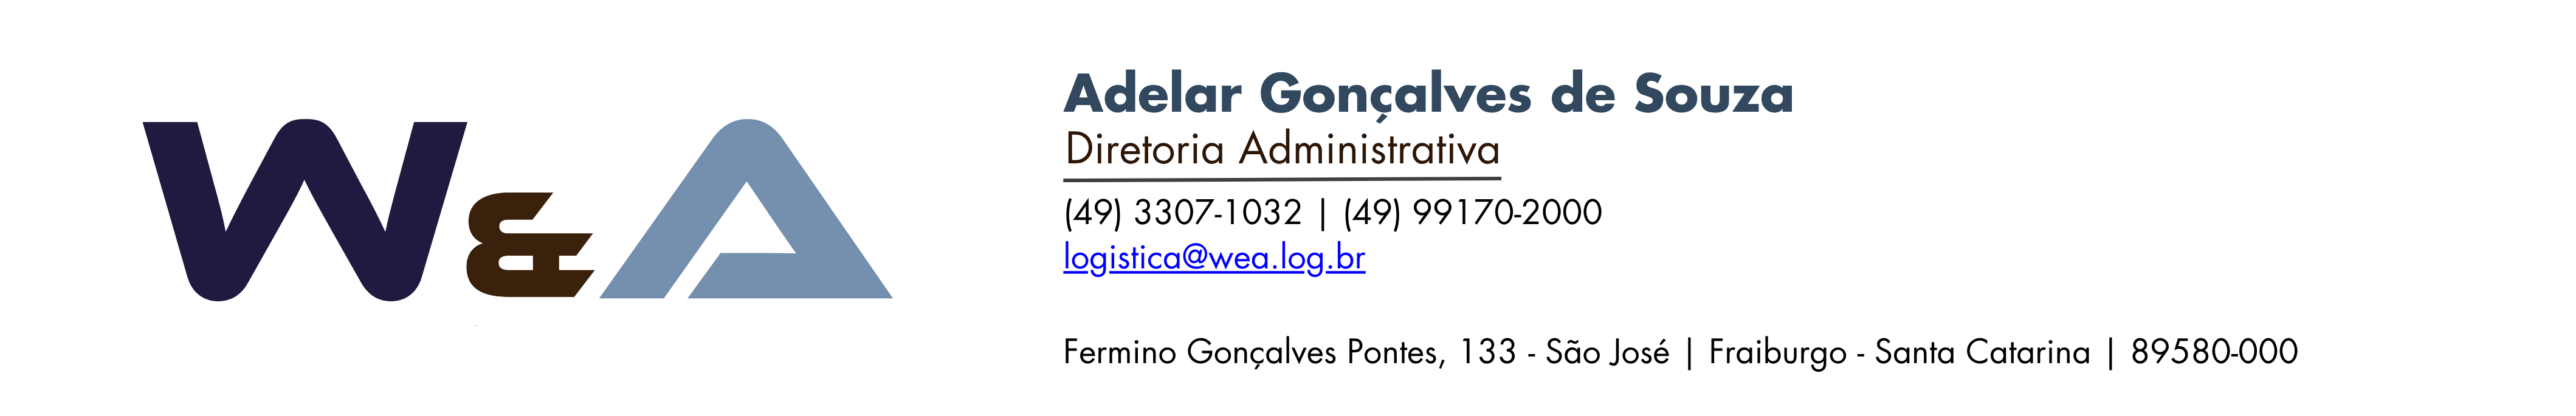 W&A
Adelar Gonçalves de Souza
Diretoria Administrativa
(49) 3307-1032 | (49) 99170-2000
logistica@wea.log.br
Fermino Gonçalves Pontes, 133 - São José | Fraiburgo - Santa Catarina | 89580-000